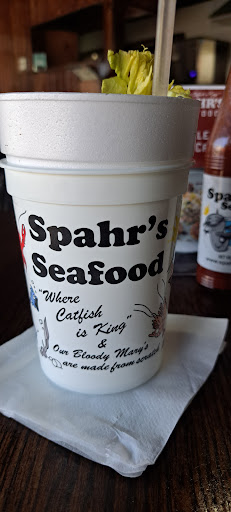 Spahr's
Seafood
"Where
Catfish
is King"
&
Our Bloody Mary's
are made from scratch